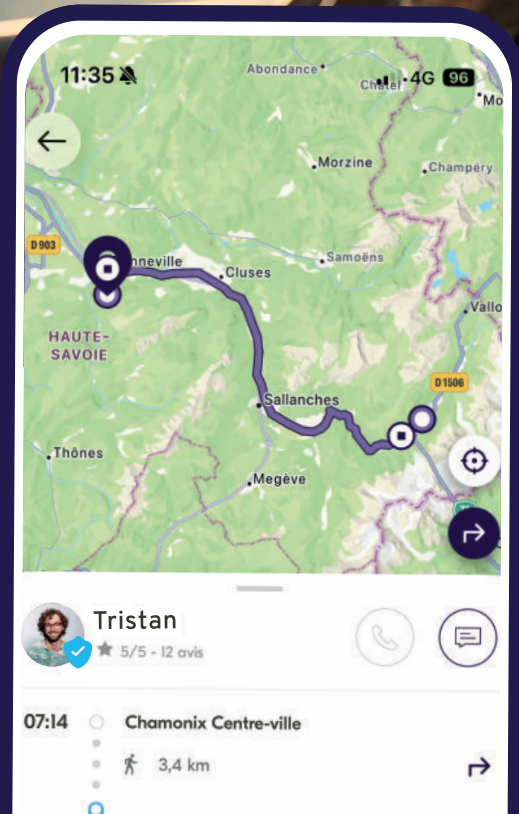 11:35
4G 96
Abondance
Châtel
Mo
Morzine
Champéry
D 903
nneville
Samoëns
Cluses
Vallo
HAUTE-
SAVOIE
D 1506
Sallanches
Thônes
Megève
Tristan
5/5 - 12 avis
07:14 Chamonix Centre-ville
3,4 km